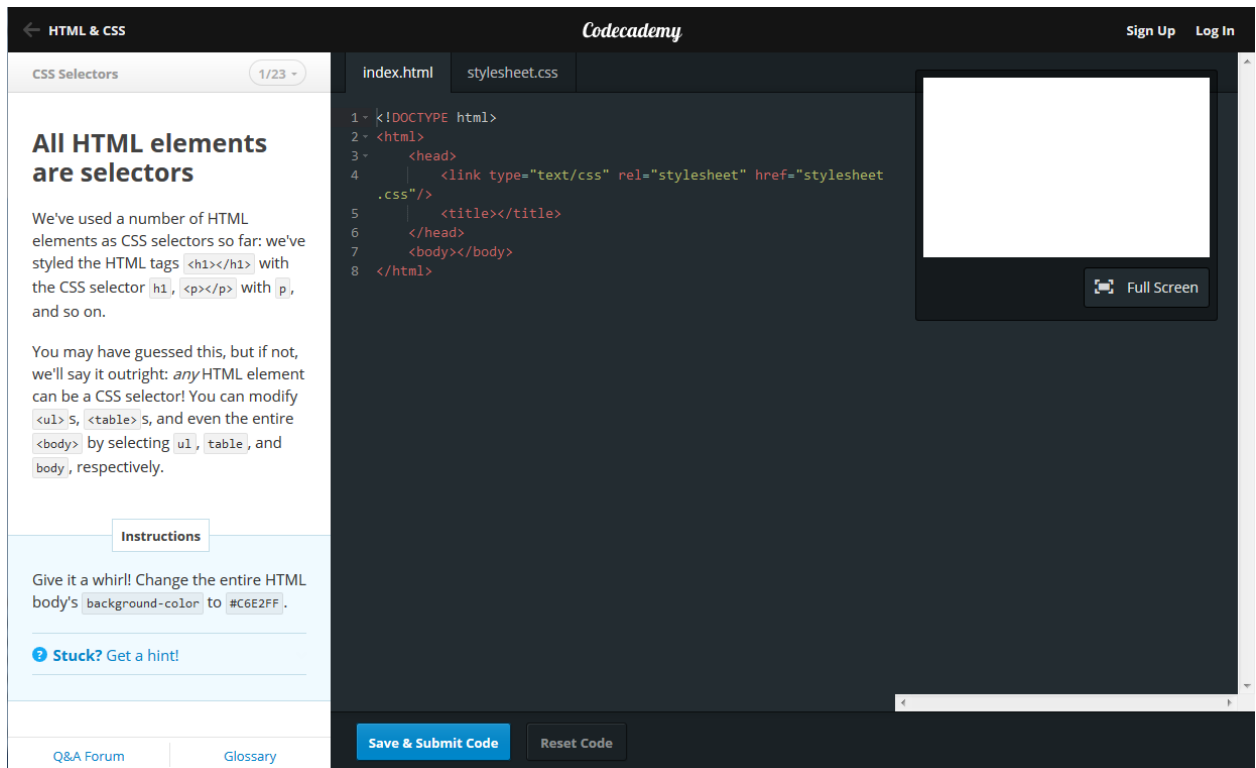 HTML & CSS
Codecademy
Sign Up Log In
CSS Selectors
1/23
All HTML elements
are selectors
We've used a number of HTML
elements as CSS selectors so far: we've
styled the HTML tags <h1></h1> with
the CSS selector h1, <p></p> with p,
and so on.
You may have guessed this, but if not,
we'll say it outright: any HTML element
can be a CSS selector! You can modify
<ul>s, <table>s, and even the entire
<body> by selecting ul, table, and
body, respectively.
Instructions
Give it a whirl! Change the entire HTML
body's background-color to #C6E2FF.
? Stuck? Get a hint!
Q&A Forum
Glossary
index.html
stylesheet.css
1 <!DOCTYPE html>
2 <html>
3 <head>
4 <link type="text/css" rel="stylesheet" href="stylesheet
.css"/>
5 <title></title>
6 </head>
7 <body></body>
8 </html>
Full Screen
Save & Submit Code
Reset Code